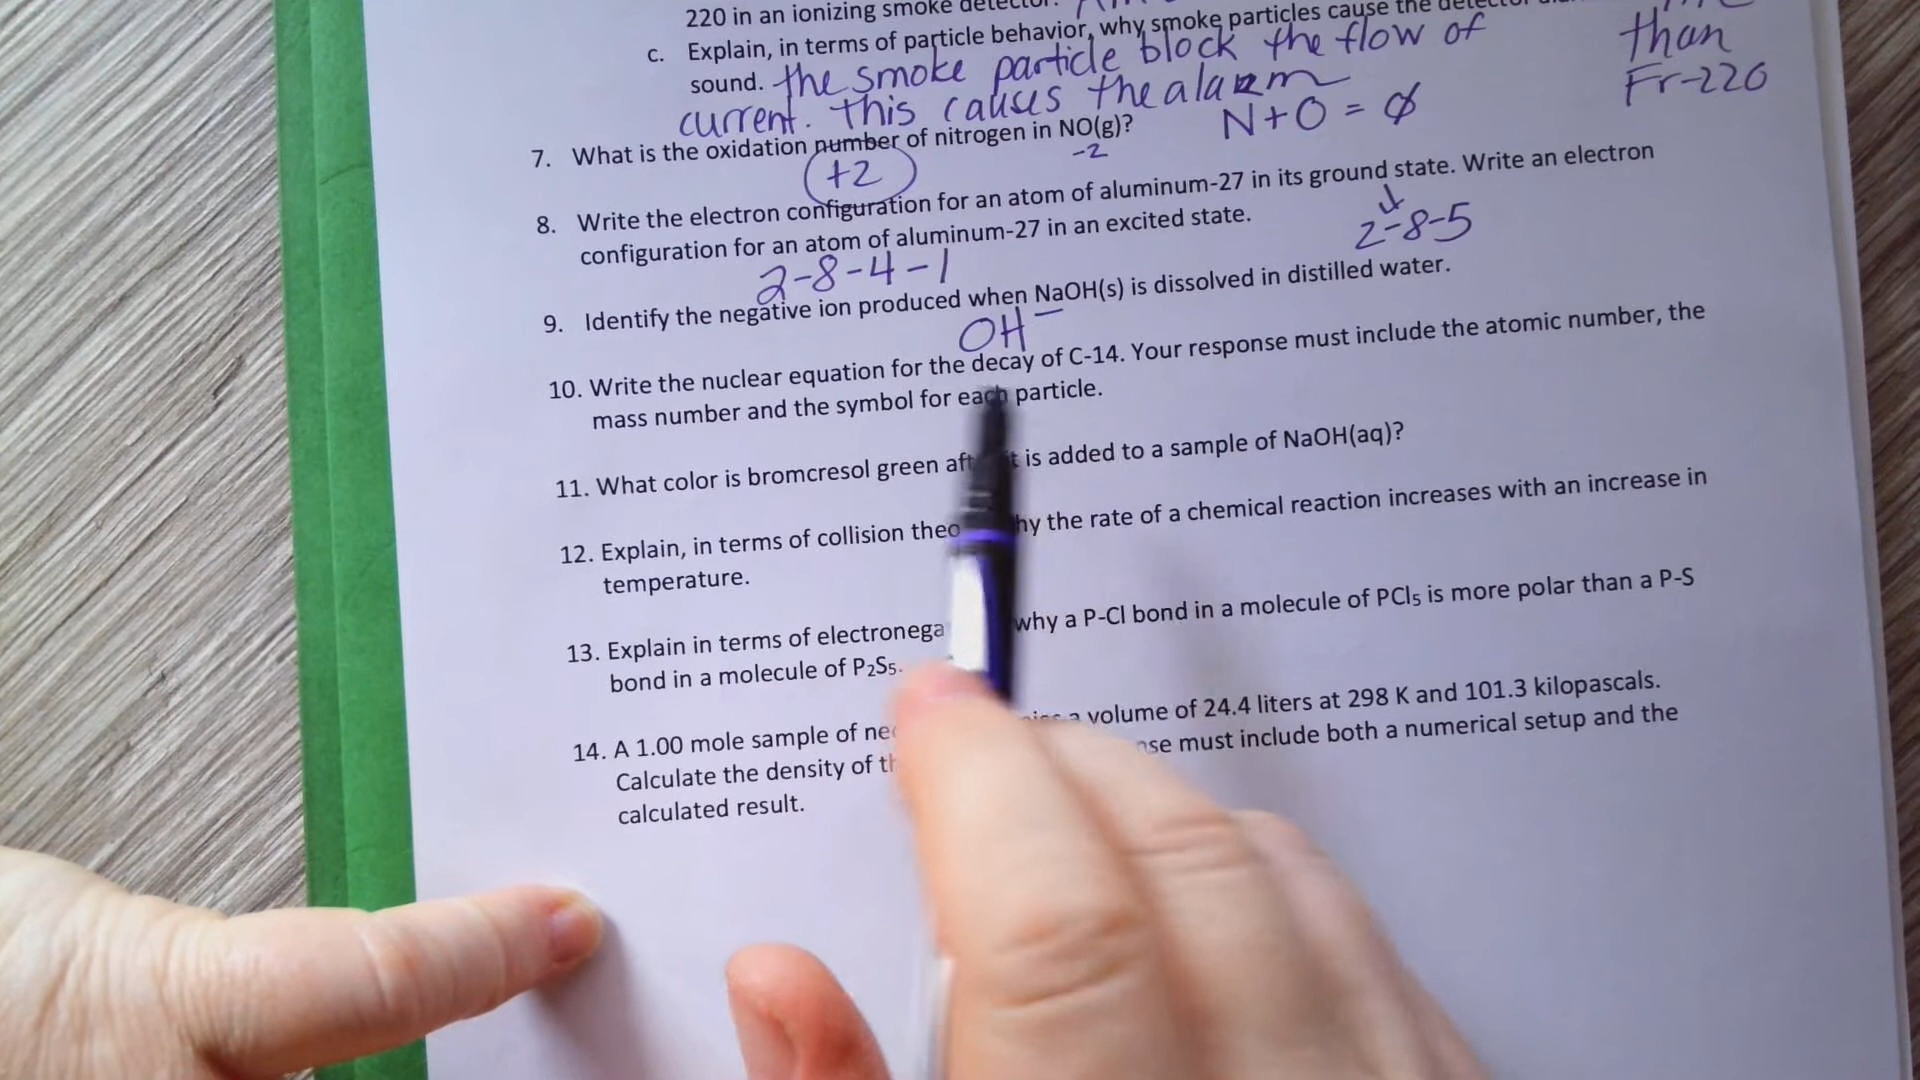 220 in an ionizing smoke detector.
c. Explain, in terms of particle behavior, why smoke particles cause the detector
sound. the smoke particle block the flow of
current. This causes the alarm
than
Fr-220
7. What is the oxidation number of nitrogen in NO(g)? N+O = ϕ
+2 -2
8. Write the electron configuration for an atom of aluminum-27 in its ground state. Write an electron
configuration for an atom of aluminum-27 in an excited state. 2-8-5
2-8-4-1
9. Identify the negative ion produced when NaOH(s) is dissolved in distilled water.
OH⁻
10. Write the nuclear equation for the decay of C-14. Your response must include the atomic number, the
mass number and the symbol for each particle.
11. What color is bromcresol green it is added to a sample of NaOH(aq)?
12. Explain, in terms of collision the rate of a chemical reaction increases with an increase in
temperature.
13. Explain in terms of why a P-Cl bond in a molecule of PCl₅ is more polar than a P-S
bond in a molecule of P₂S₅.
14. A 1.00 mole sample of a volume of 24.4 liters at 298 K and 101.3 kilopascals.
Calculate the density of must include both a numerical setup and the
calculated result.